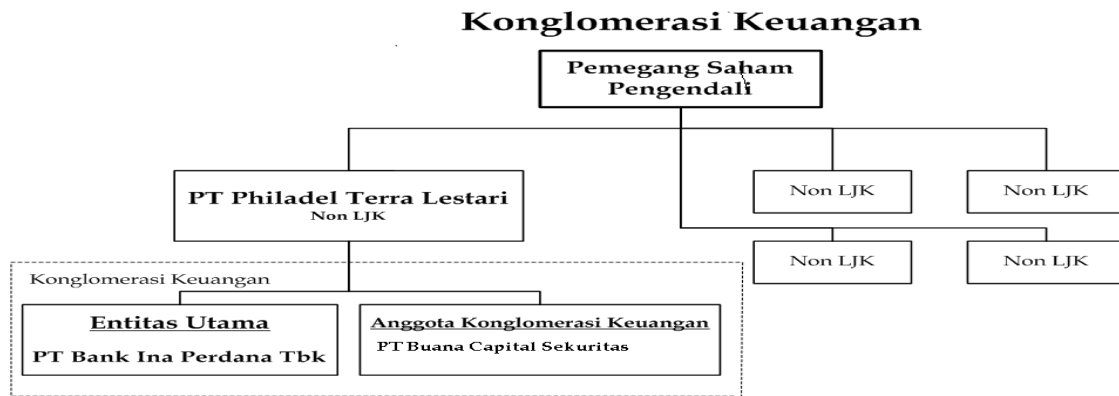 Konglomerasi Keuangan
Pemegang Saham
Pengendali
PT Philadel Terra Lestari
Non LJK
Non LJK
Non LJK
Non LJK
Non LJK
Konglomerasi Keuangan
Entitas Utama
PT Bank Ina Perdana Tbk
Anggota Konglomerasi Keuangan
PT Buana Capital Sekuritas